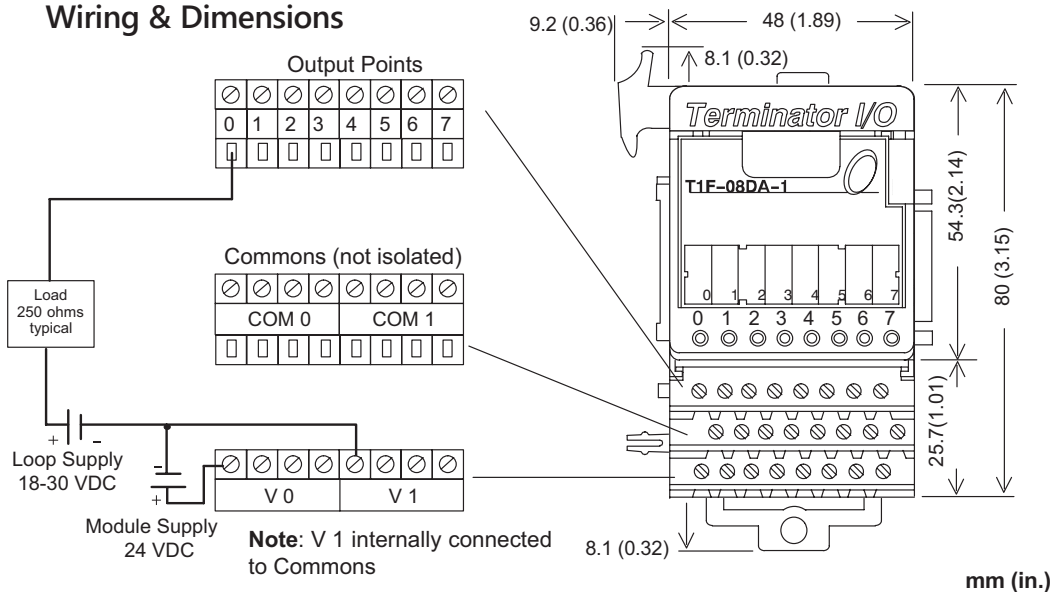 Wiring & Dimensions
Output Points
0 1 2 3 4 5 6 7
Commons (not isolated)
COM 0 COM 1
Load
250 ohms
typical
+ -
Loop Supply
18-30 VDC
-
+
Module Supply
24 VDC
V 0 V 1
Note: V 1 internally connected
to Commons
9.2 (0.36)
48 (1.89)
8.1 (0.32)
Terminator I/O
T1F-08DA-1
0 1 2 3 4 5 6 7
0 1 2 3 4 5 6 7
54.3(2.14)
80 (3.15)
25.7(1.01)
8.1 (0.32)
mm (in.)